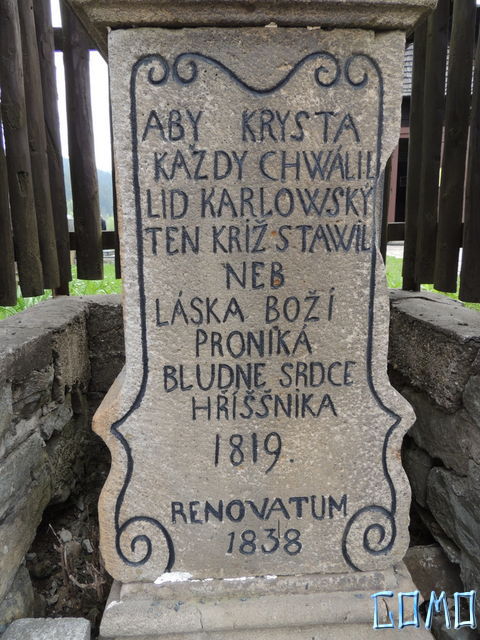 ABY KRYSTA
KAŽDY CHWÁLIL
LID KARLOWSKÝ
TEN KRÍŽ STAWIL
NEB
LÁSKA BOŽÍ
PRONIKÁ
BLUDNE SRDCE
HŘÍŠŠNIKA
1819.
RENOVATUM
1838
COMO